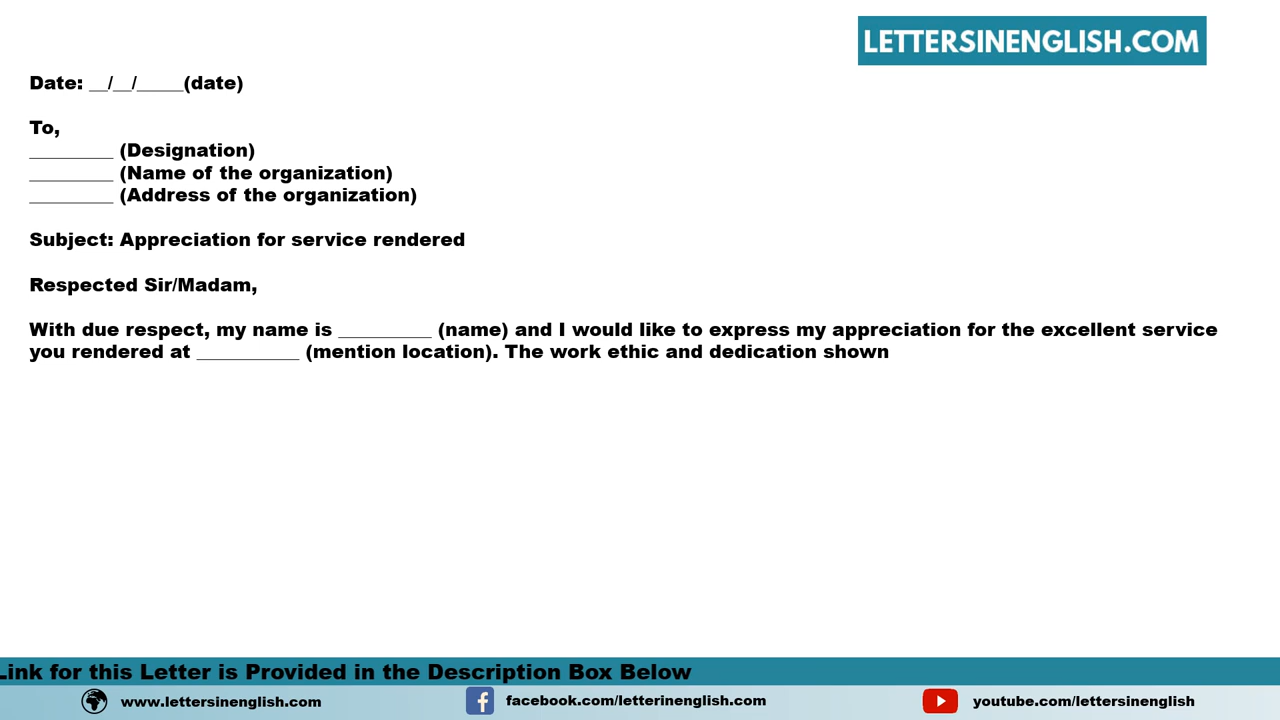 LETTERSINENGLISH.COM
Date: __/__/_____(date)
To,
_________ (Designation)
_________ (Name of the organization)
_________ (Address of the organization)
Subject: Appreciation for service rendered
Respected Sir/Madam,
With due respect, my name is __________ (name) and I would like to express my appreciation for the excellent service
you rendered at ___________ (mention location). The work ethic and dedication shown
Link for this Letter is Provided in the Description Box Below
www.lettersinenglish.com
facebook.com/letterinenglish.com
youtube.com/lettersinenglish